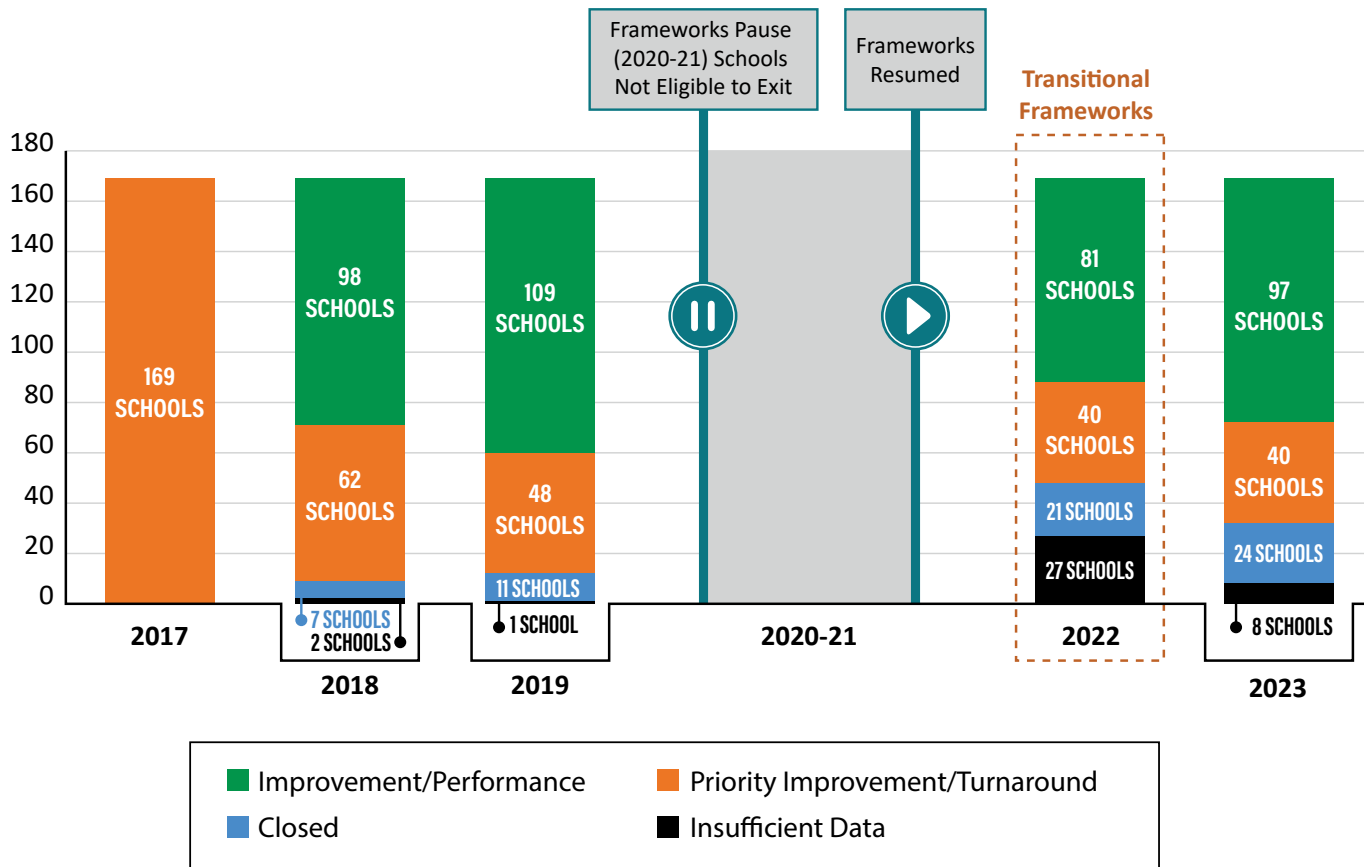 Frameworks Pause
(2020-21) Schools
Not Eligible to Exit
Frameworks
Resumed
Transitional
Frameworks
180
160
140
120
100
80
60
40
20
0
169
SCHOOLS
2017
98
SCHOOLS
62
SCHOOLS
7 SCHOOLS
2 SCHOOLS
2018
109
SCHOOLS
48
SCHOOLS
11 SCHOOLS
1 SCHOOL
2019
2020-21
81
SCHOOLS
40
SCHOOLS
21 SCHOOLS
27 SCHOOLS
2022
97
SCHOOLS
40
SCHOOLS
24 SCHOOLS
8 SCHOOLS
2023
Improvement/Performance
Priority Improvement/Turnaround
Closed
Insufficient Data